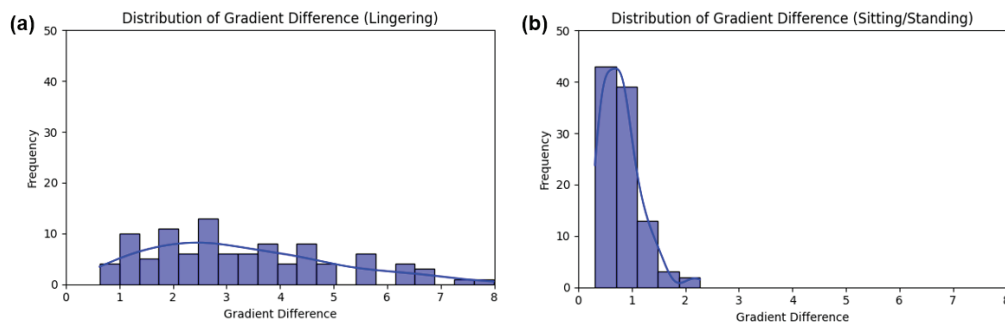 (a)
Distribution of Gradient Difference (Lingering)
50
40
30
20
10
0
Frequency
0 1 2 3 4 5 6 7 8
Gradient Difference
(b)
Distribution of Gradient Difference (Sitting/Standing)
50
40
30
20
10
0
Frequency
0 1 2 3 4 5 6 7 8
Gradient Difference